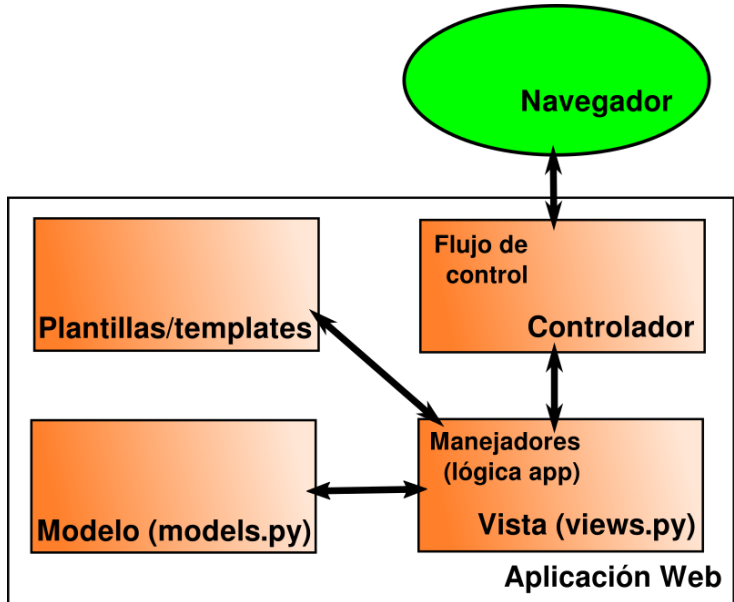 Navegador
Flujo de
control
Controlador
Plantillas/templates
Manejadores
(lógica app)
Vista (views.py)
Modelo (models.py)
Aplicación Web